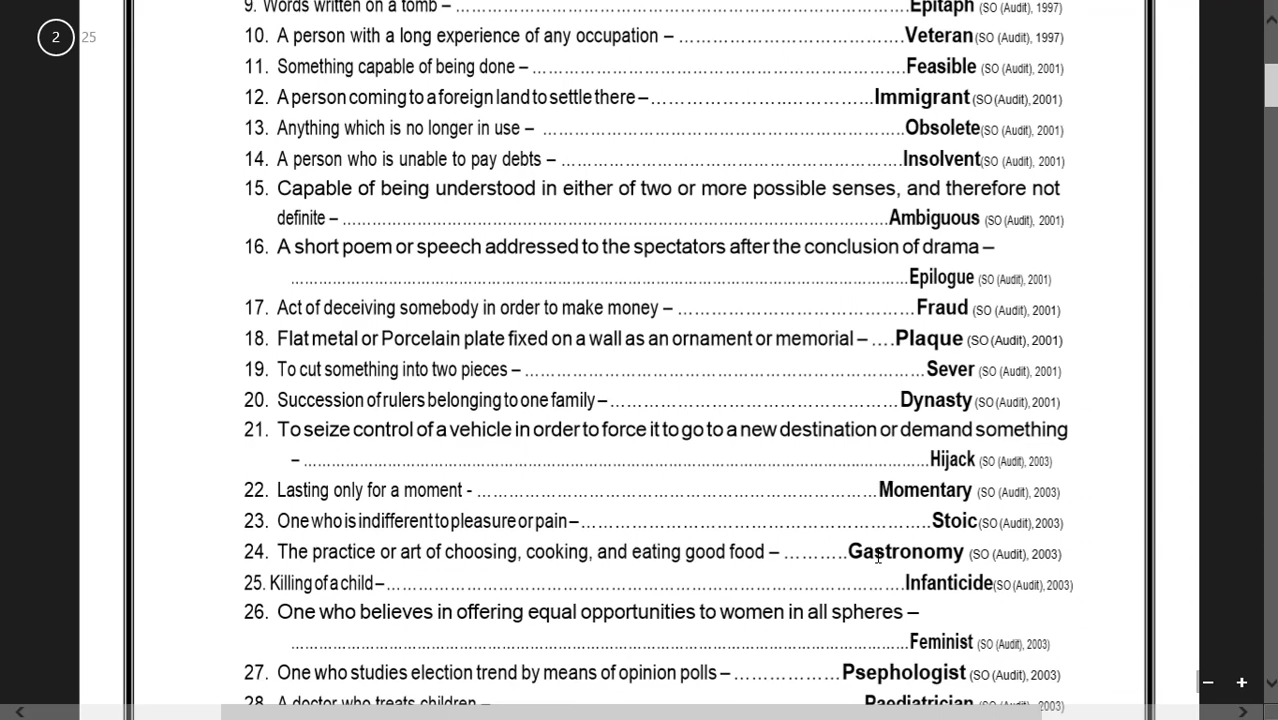 2 25
9. Words written on a tomb – ……………………………………………………………………Epitaph (SO (Audit), 1997)
10. A person with a long experience of any occupation – …………………………………Veteran(SO (Audit), 1997)
11. Something capable of being done – ……………………………………………………….Feasible (SO (Audit), 2001)
12. A person coming to a foreign land to settle there –…………………………………Immigrant (SO (Audit), 2001)
13. Anything which is no longer in use – ……………………………………………………..Obsolete(SO (Audit), 2001)
14. A person who is unable to pay debts – ………………………………………………….Insolvent(SO (Audit), 2001)
15. Capable of being understood in either of two or more possible senses, and therefore not
definite – …………………………………………………………………………………Ambiguous (SO (Audit), 2001)
16. A short poem or speech addressed to the spectators after the conclusion of drama –
……………………………………………………………………………………………Epilogue (SO (Audit), 2001)
17. Act of deceiving somebody in order to make money – …………………………………Fraud (SO (Audit), 2001)
18. Flat metal or Porcelain plate fixed on a wall as an ornament or memorial – ….Plaque (SO (Audit), 2001)
19. To cut something into two pieces – ……………………………………………………………Sever (SO (Audit), 2001)
20. Succession of rulers belonging to one family – …………………………………………Dynasty (SO (Audit), 2001)
21. To seize control of a vehicle in order to force it to go to a new destination or demand something
– ………………………………………………………………………………………………Hijack (SO (Audit), 2003)
22. Lasting only for a moment - ……………………………………………………………Momentary (SO (Audit), 2003)
23. One who is indifferent to pleasure or pain – ……………………………………………….Stoic(SO (Audit), 2003)
24. The practice or art of choosing, cooking, and eating good food – ………..Gastronomy (SO (Audit), 2003)
25. Killing of a child – ……………………………………………………………………………Infanticide(SO (Audit), 2003)
26. One who believes in offering equal opportunities to women in all spheres –
……………………………………………………………………………………………Feminist (SO (Audit), 2003)
27. One who studies election trend by means of opinion polls – ………………Psephologist (SO (Audit), 2003)
28. A doctor who treats children – ……………………………………………………………Paediatrician (SO (Audit), 2003)